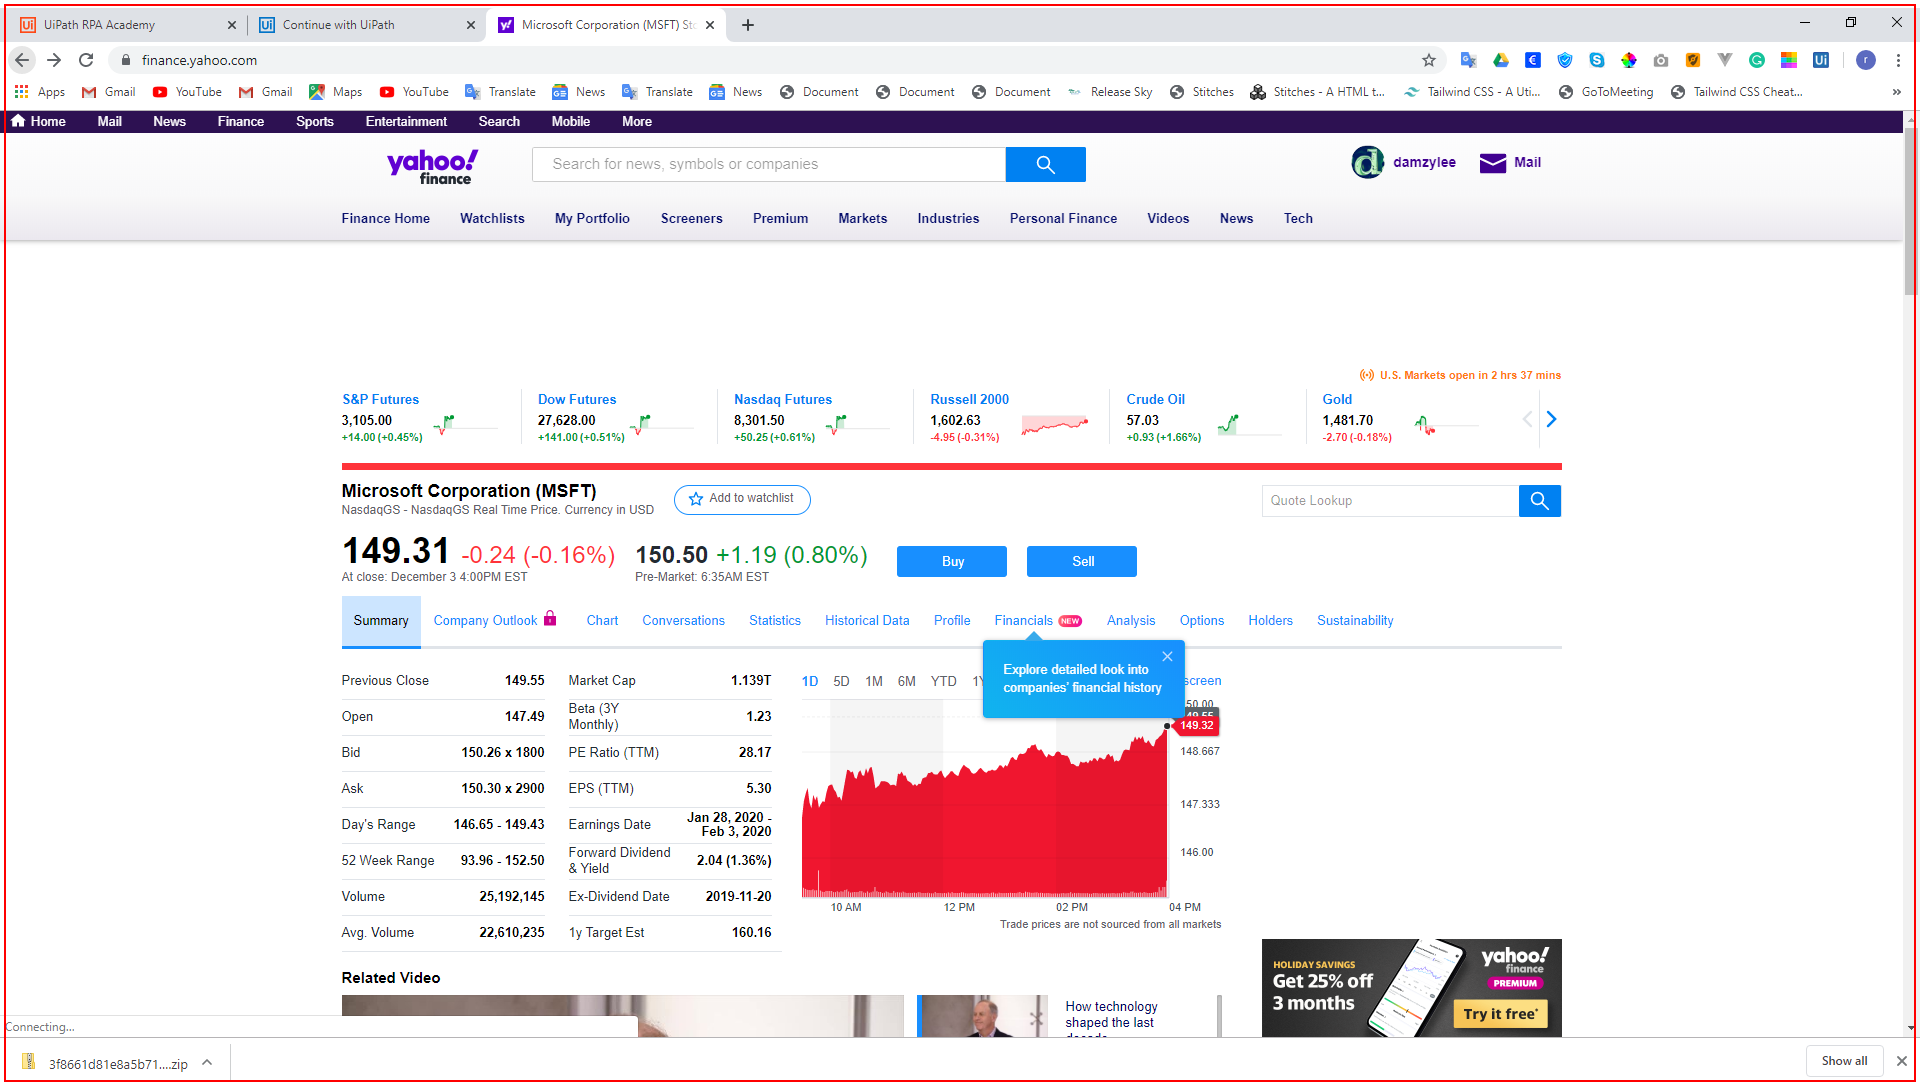 UiPath RPA Academy
Continue with UiPath
Microsoft Corporation (MSFT) Sto
finance.yahoo.com
Apps Gmail YouTube Gmail Maps YouTube Translate News Translate News Document Document Document Release Sky Stitches Stitches - A HTML t... Tailwind CSS - A Uti... GoToMeeting Tailwind CSS Cheat... »
Home Mail News Finance Sports Entertainment Search Mobile More
yahoo!
finance
Search for news, symbols or companies
damzylee
Mail
Finance Home Watchlists My Portfolio Screeners Premium Markets Industries Personal Finance Videos News Tech
U.S. Markets open in 2 hrs 37 mins
S&P Futures
3,105.00
+14.00 (+0.45%)
Dow Futures
27,628.00
+141.00 (+0.51%)
Nasdaq Futures
8,301.50
+50.25 (+0.61%)
Russell 2000
1,602.63
-4.95 (-0.31%)
Crude Oil
57.03
+0.93 (+1.66%)
Gold
1,481.70
-2.70 (-0.18%)
Microsoft Corporation (MSFT)
NasdaqGS - NasdaqGS Real Time Price. Currency in USD
Add to watchlist
Quote Lookup
149.31 -0.24 (-0.16%)
At close: December 3 4:00PM EST
150.50 +1.19 (0.80%)
Pre-Market: 6:35AM EST
Buy
Sell
Summary Company Outlook Chart Conversations Statistics Historical Data Profile Financials NEW Analysis Options Holders Sustainability
Explore detailed look into
companies' financial history
Previous Close 149.55
Open 147.49
Bid 150.26 x 1800
Ask 150.30 x 2900
Day's Range 146.65 - 149.43
52 Week Range 93.96 - 152.50
Volume 25,192,145
Avg. Volume 22,610,235
Market Cap 1.139T
Beta (3Y
Monthly) 1.23
PE Ratio (TTM) 28.17
EPS (TTM) 5.30
Earnings Date Jan 28, 2020 -
Feb 3, 2020
Forward Dividend
& Yield 2.04 (1.36%)
Ex-Dividend Date 2019-11-20
1y Target Est 160.16
1D 5D 1M 6M YTD 1Y
screen
149.32
148.667
147.333
146.00
10 AM 12 PM 02 PM 04 PM
Trade prices are not sourced from all markets
Related Video
How technology
shaped the last
decade
HOLIDAY SAVINGS
Get 25% off
3 months
yahoo!
finance
PREMIUM
Try it free*
Connecting...
3f8661d81e8a5b71....zip
Show all